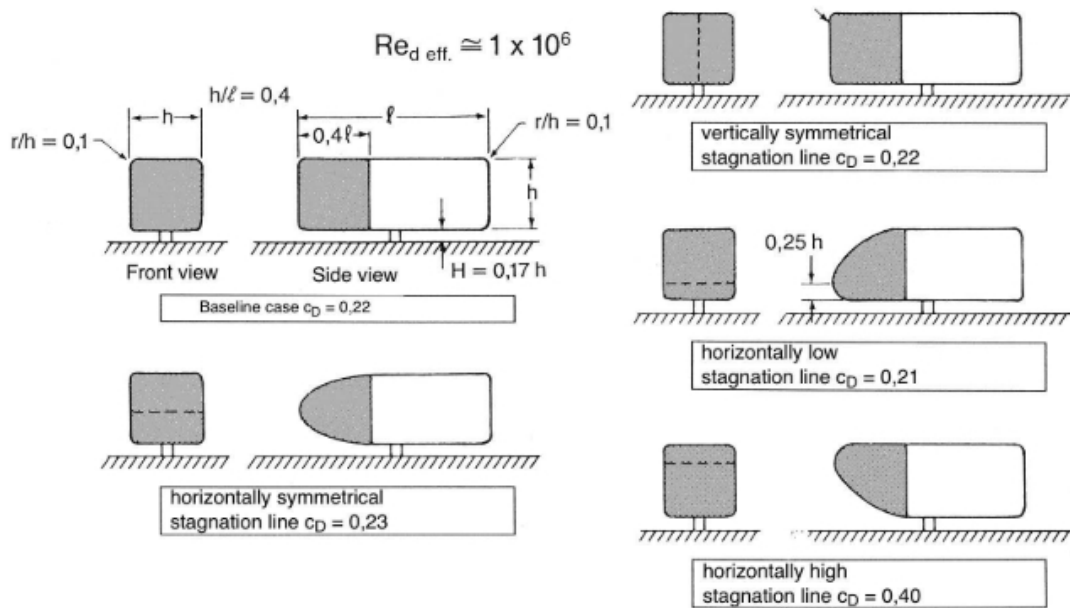 Re_d eff. ≅ 1 x 10⁶
h/ℓ = 0,4
h
ℓ
r/h = 0,1
r/h = 0,1
0,4ℓ
h
Front view
Side view
H = 0,17 h
Baseline case c_D = 0,22
horizontally symmetrical
stagnation line c_D = 0,23
vertically symmetrical
stagnation line c_D = 0,22
0,25 h
horizontally low
stagnation line c_D = 0,21
horizontally high
stagnation line c_D = 0,40